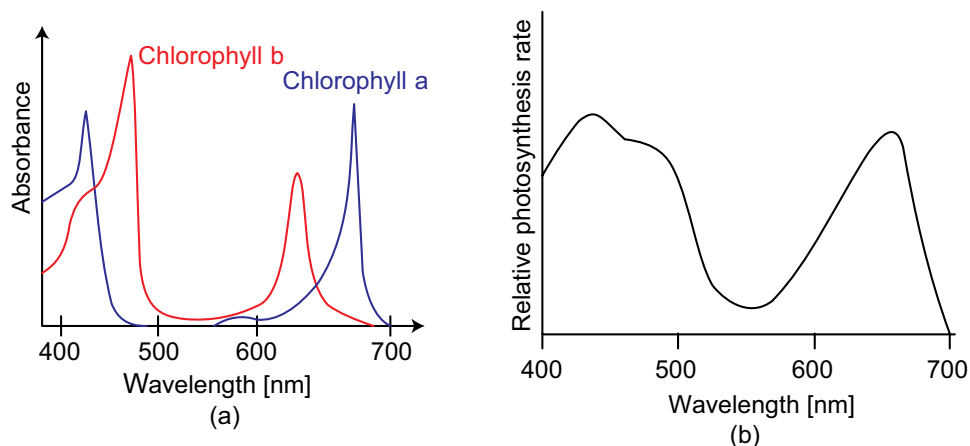 Absorbance
Chlorophyll b
Chlorophyll a
400 500 600 700
Wavelength [nm]
(a)
Relative photosynthesis rate
400 500 600 700
Wavelength [nm]
(b)